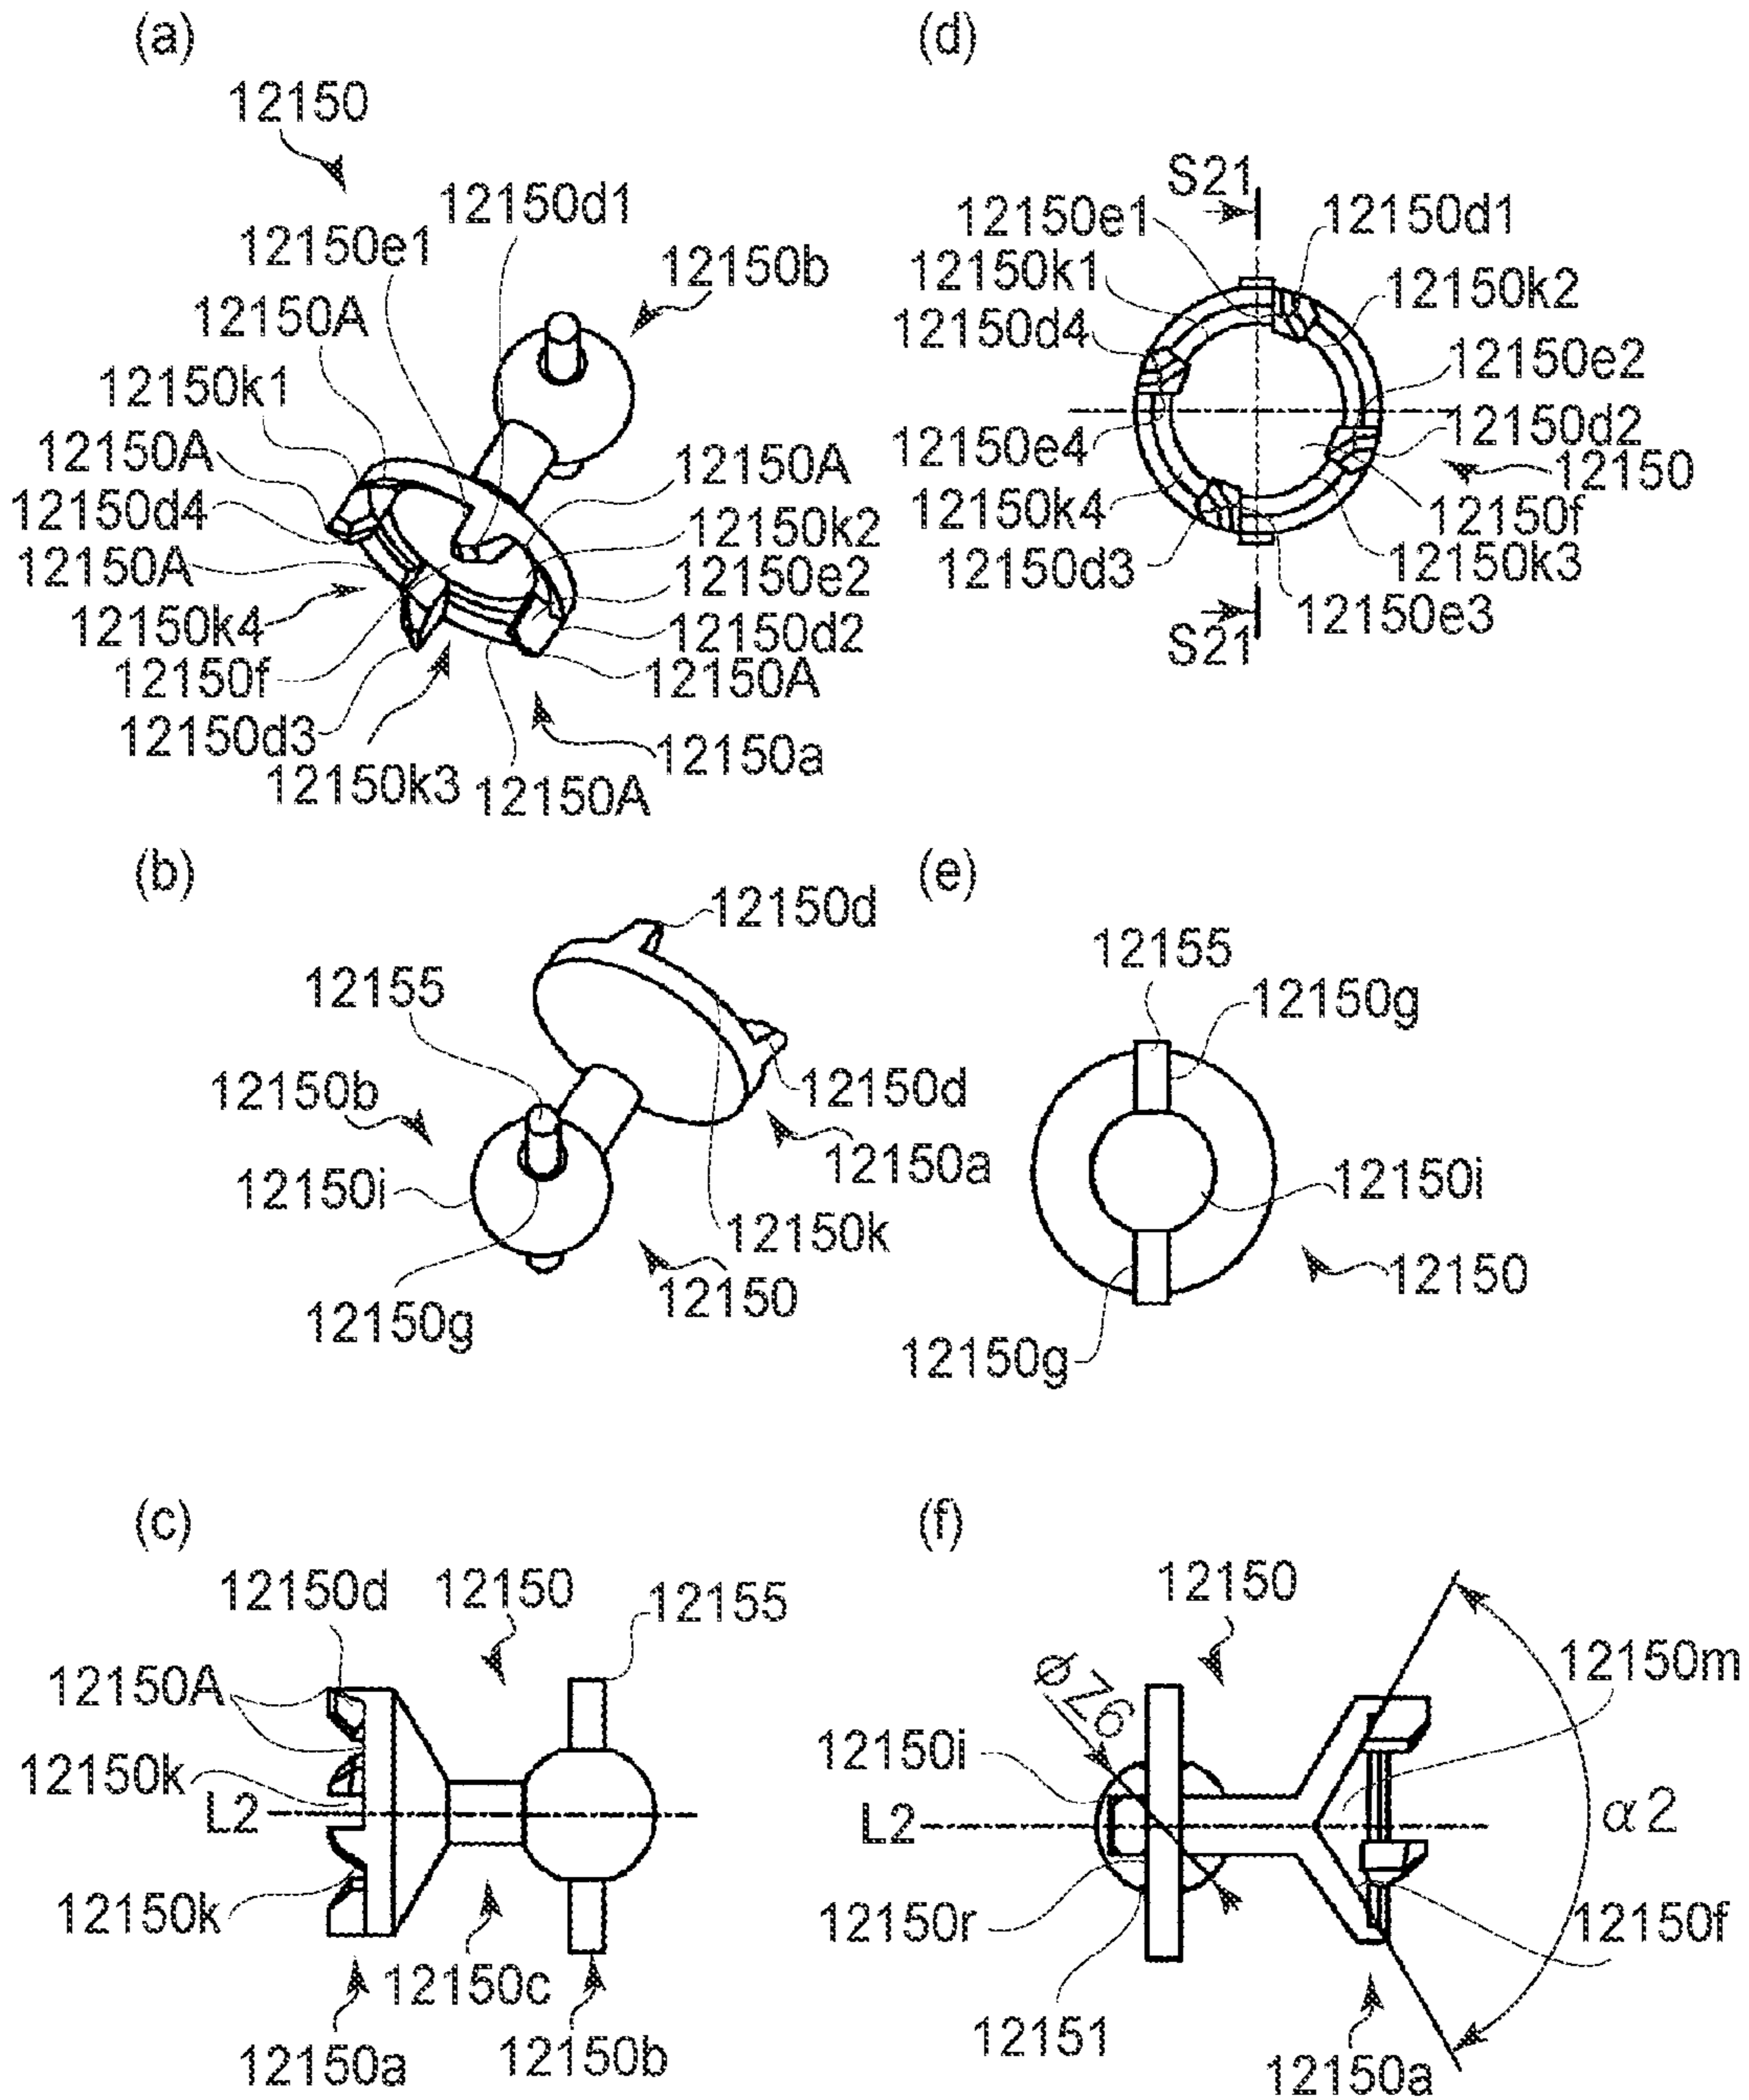 (a)
12150
12150d1
12150e1
12150b
12150A
12150k1
12150A
12150A
12150d4
12150k2
12150A
12150e2
12150k4
12150d2
12150f
12150A
12150d3
12150a
12150k3
12150A
(d)
S21
12150e1
12150d1
12150k1
12150k2
12150d4
12150e2
12150e4
12150d2
12150
12150k4
12150f
12150d3
12150k3
12150e3
S21
(b)
12150d
12155
12150b
12150d
12150a
12150i
12150k
12150
12150g
(e)
12155
12150g
12150i
12150
12150g
(c)
12150d
12150
12155
12150A
12150k
L2
12150k
12150c
12150a
12150b
(f)
12150
12150m
øZ6
12150i
α2
L2
12150r
12150f
12151
12150a